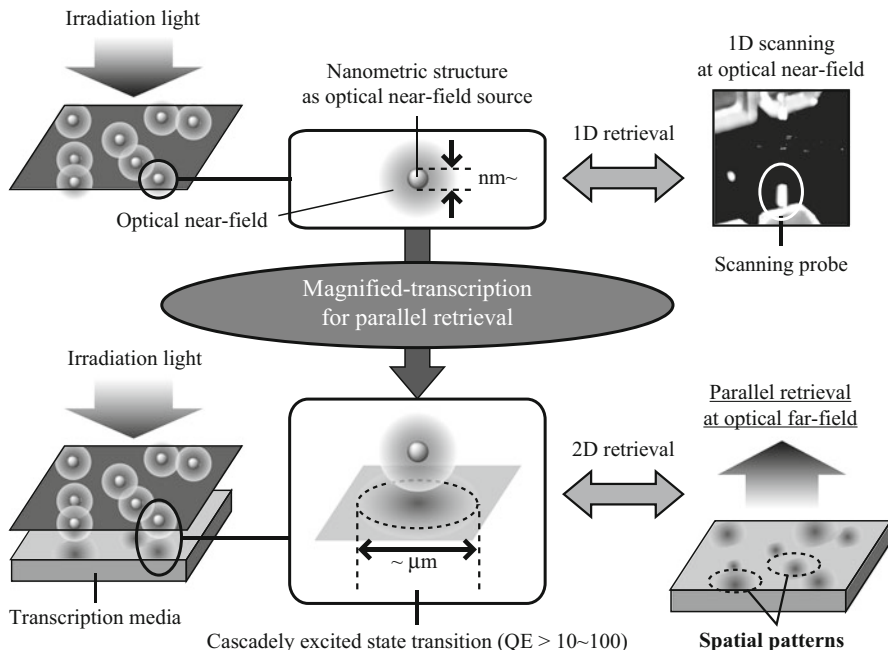 Irradiation light
Nanometric structure
as optical near-field source
1D scanning
at optical near-field
1D retrieval
nm~
Optical near-field
Scanning probe
Magnified-transcription
for parallel retrieval
Irradiation light
Parallel retrieval
at optical far-field
2D retrieval
~ μm
Transcription media
Cascadely excited state transition (QE > 10~100)
Spatial patterns